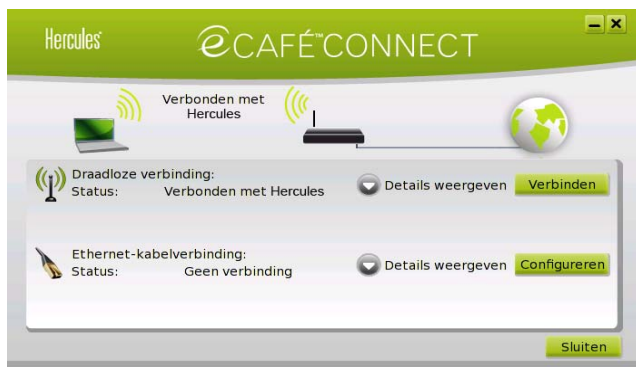 Hercules
eCAFÉ™CONNECT
Verbonden met
Hercules
Draadloze verbinding:
Status: Verbonden met Hercules
Details weergeven
Verbinden
Ethernet-kabelverbinding:
Status: Geen verbinding
Details weergeven
Configureren
Sluiten